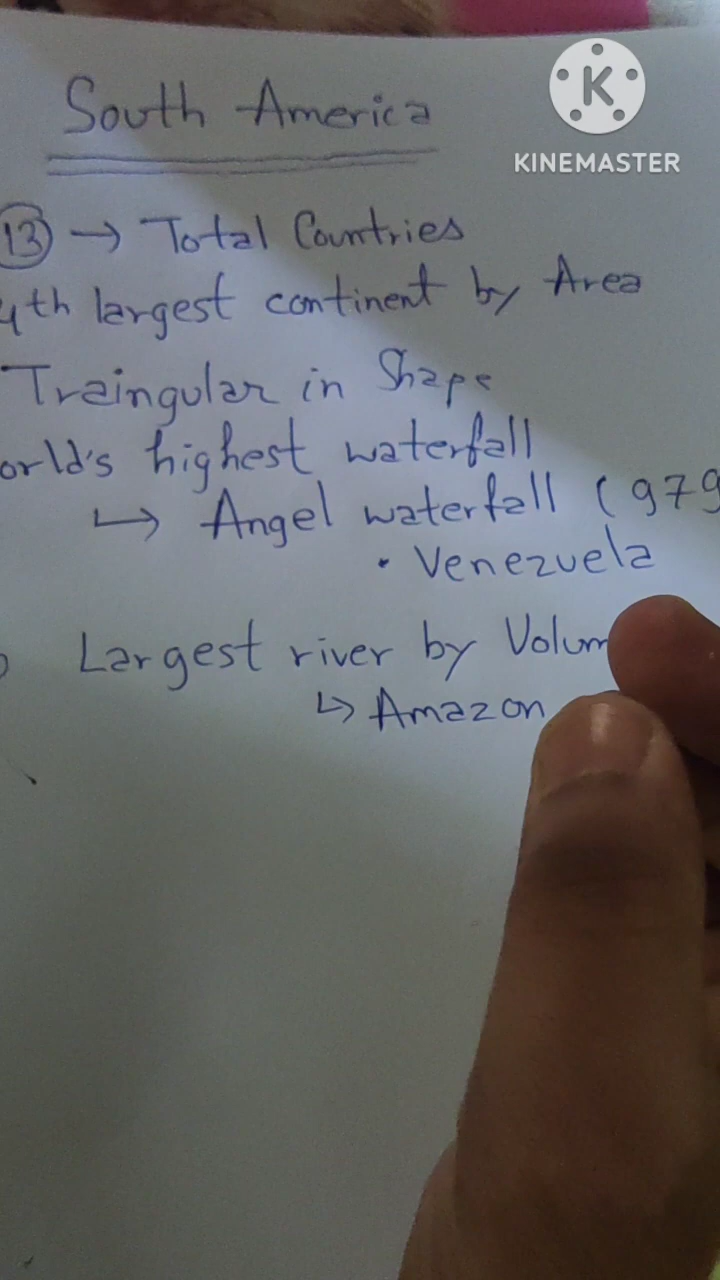 South America
K
KINEMASTER
13 → Total Countries
4th largest continent by Area
Traingular in Shape
orld's highest waterfall
↳ Angel waterfall (979
• Venezuela
Largest river by Volum
↳ Amazon